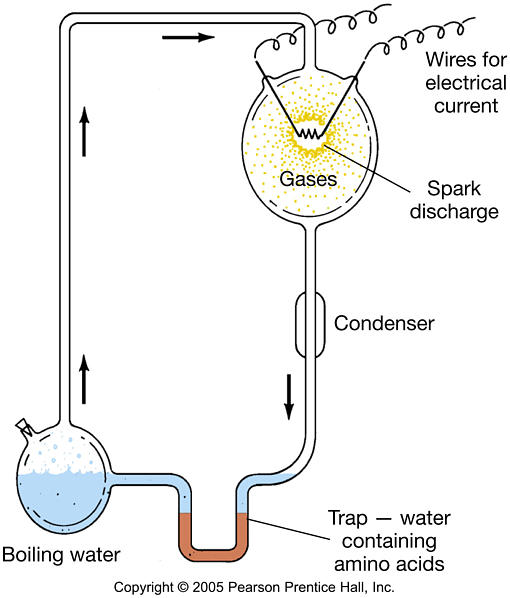 Wires for
electrical
current
Gases
Spark
discharge
Condenser
Trap — water
containing
amino acids
Boiling water
Copyright © 2005 Pearson Prentice Hall, Inc.